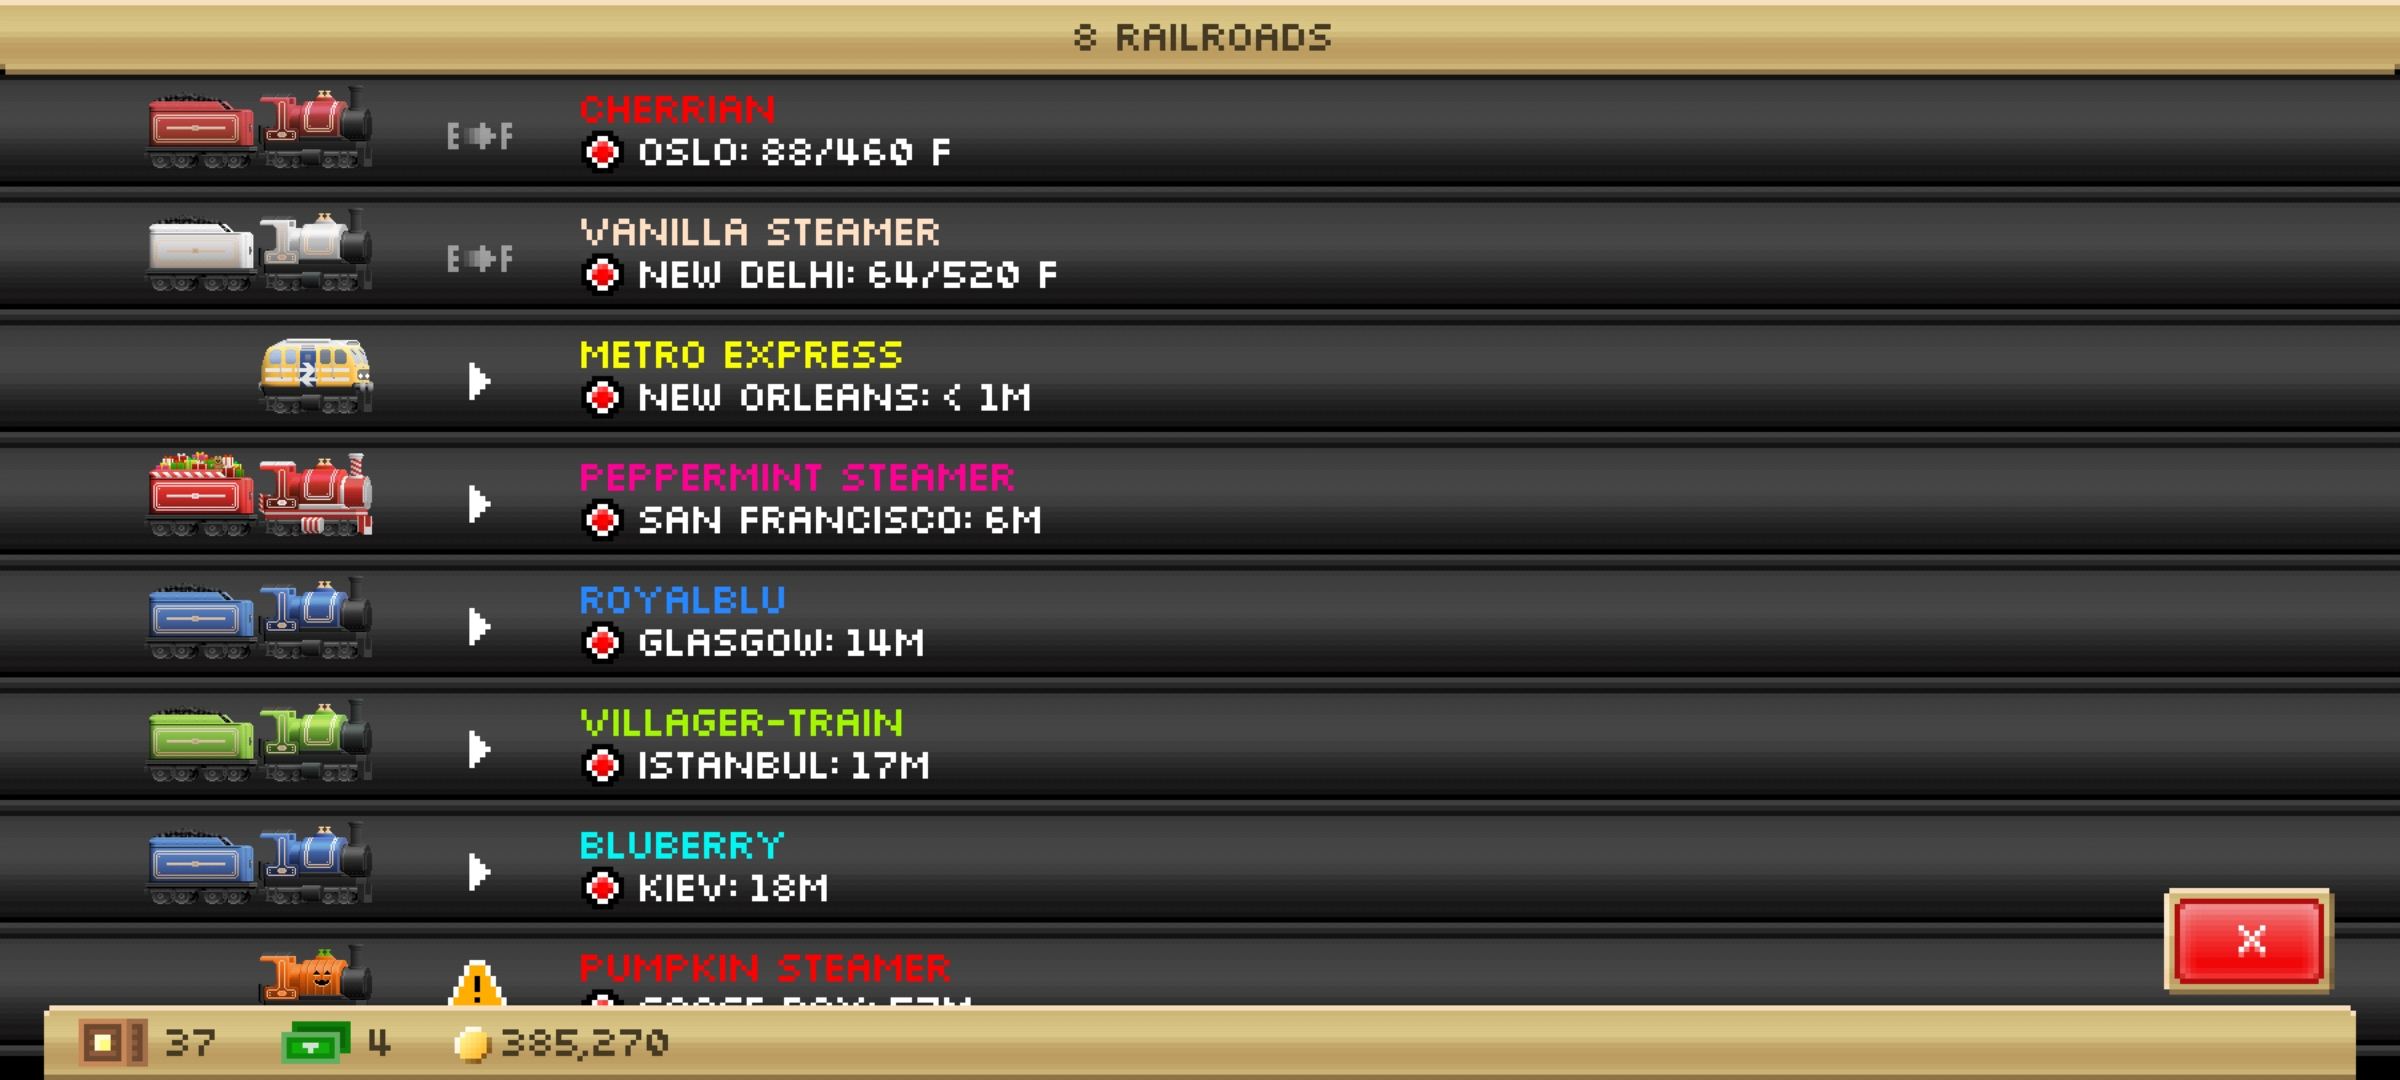 8 RAILROADS
E F
CHERRIAN
OSLO: 88/460 F
E F
VANILLA STEAMER
NEW DELHI: 64/520 F
METRO EXPRESS
NEW ORLEANS: < 1M
PEPPERMINT STEAMER
SAN FRANCISCO: 6M
ROYALBLU
GLASGOW: 14M
VILLAGER-TRAIN
ISTANBUL: 17M
BLUBERRY
KIEV: 18M
PUMPKIN STEAMER
X
37 4 385,270